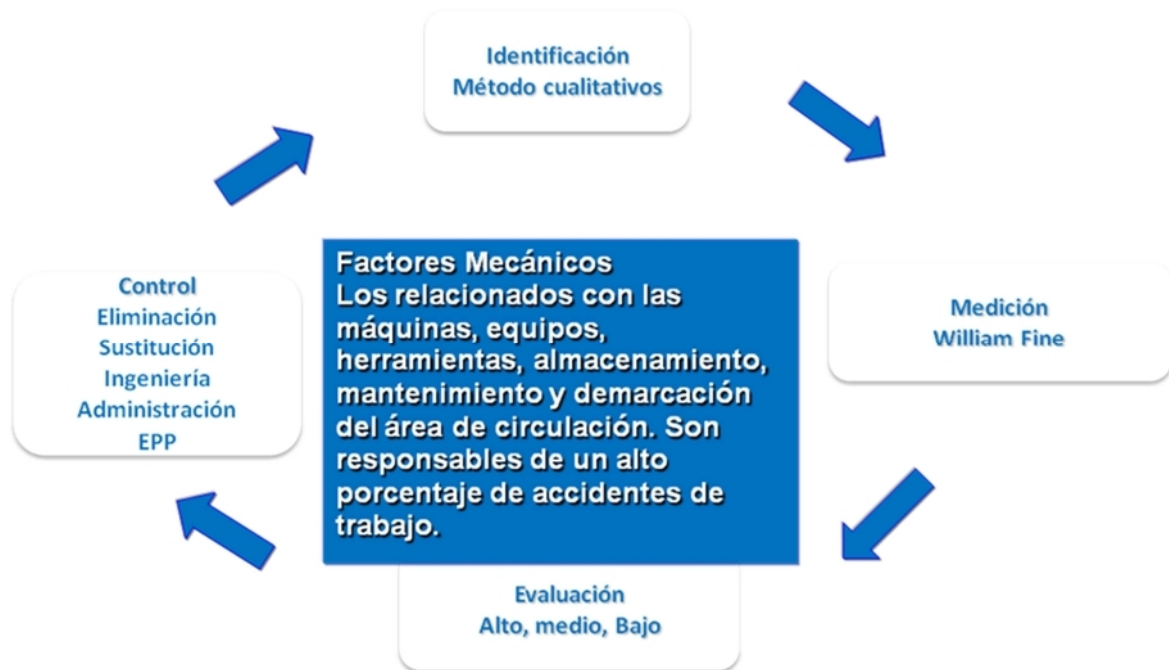 Identificación
Método cualitativos
Factores Mecánicos
Los relacionados con las
máquinas, equipos,
herramientas, almacenamiento,
mantenimiento y demarcación
del área de circulación. Son
responsables de un alto
porcentaje de accidentes de
trabajo.
Medición
William Fine
Evaluación
Alto, medio, Bajo
Control
Eliminación
Sustitución
Ingeniería
Administración
EPP